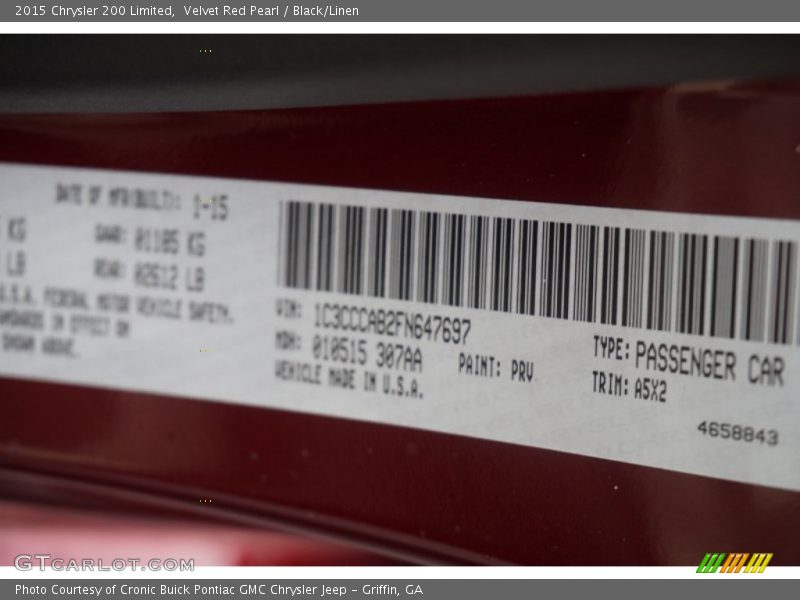 2015 Chrysler 200 Limited,  Velvet Red Pearl / Black/Linen
DATE OF MFR(BUILT): 1-15
KG GAWR: 01185 KG
LB REAR: 02612 LB
U.S.A. FEDERAL MOTOR VEHICLE SAFETY.
IN EFFECT ON
SHOWN ABOVE.
VIN: 1C3CCCAB2FN647697
MDH: 010515 307AA
VEHICLE MADE IN U.S.A.
PAINT: PRV
TYPE: PASSENGER CAR
TRIM: A5X2
4658843
GTCARLOT.COM
Photo Courtesy of Cronic Buick Pontiac GMC Chrysler Jeep - Griffin, GA